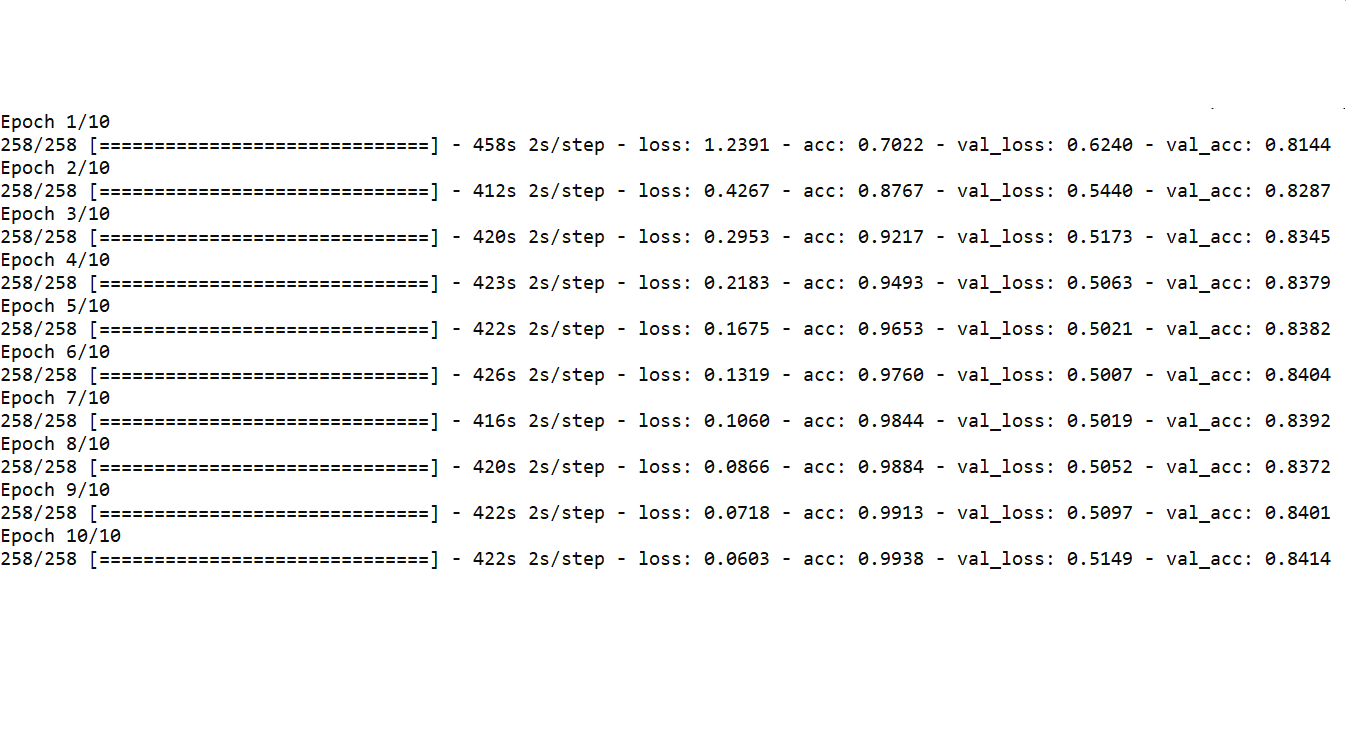 Epoch 1/10
258/258 [==============================] - 458s 2s/step - loss: 1.2391 - acc: 0.7022 - val_loss: 0.6240 - val_acc: 0.8144
Epoch 2/10
258/258 [==============================] - 412s 2s/step - loss: 0.4267 - acc: 0.8767 - val_loss: 0.5440 - val_acc: 0.8287
Epoch 3/10
258/258 [==============================] - 420s 2s/step - loss: 0.2953 - acc: 0.9217 - val_loss: 0.5173 - val_acc: 0.8345
Epoch 4/10
258/258 [==============================] - 423s 2s/step - loss: 0.2183 - acc: 0.9493 - val_loss: 0.5063 - val_acc: 0.8379
Epoch 5/10
258/258 [==============================] - 422s 2s/step - loss: 0.1675 - acc: 0.9653 - val_loss: 0.5021 - val_acc: 0.8382
Epoch 6/10
258/258 [==============================] - 426s 2s/step - loss: 0.1319 - acc: 0.9760 - val_loss: 0.5007 - val_acc: 0.8404
Epoch 7/10
258/258 [==============================] - 416s 2s/step - loss: 0.1060 - acc: 0.9844 - val_loss: 0.5019 - val_acc: 0.8392
Epoch 8/10
258/258 [==============================] - 420s 2s/step - loss: 0.0866 - acc: 0.9884 - val_loss: 0.5052 - val_acc: 0.8372
Epoch 9/10
258/258 [==============================] - 422s 2s/step - loss: 0.0718 - acc: 0.9913 - val_loss: 0.5097 - val_acc: 0.8401
Epoch 10/10
258/258 [==============================] - 422s 2s/step - loss: 0.0603 - acc: 0.9938 - val_loss: 0.5149 - val_acc: 0.8414